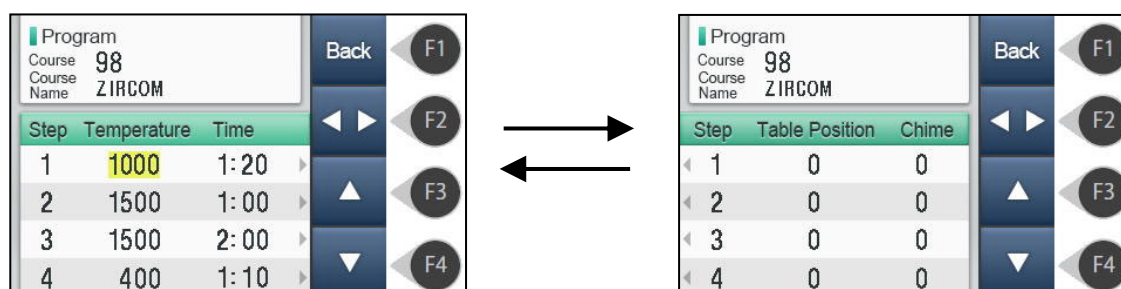 Program
Course 98
Course Name ZIRCOM
Step Temperature Time
1 1000 1:20
2 1500 1:00
3 1500 2:00
4 400 1:10
Back
F1
F2
F3
F4
Program
Course 98
Course Name ZIRCOM
Step Table Position Chime
1 0 0
2 0 0
3 0 0
4 0 0
Back
F1
F2
F3
F4